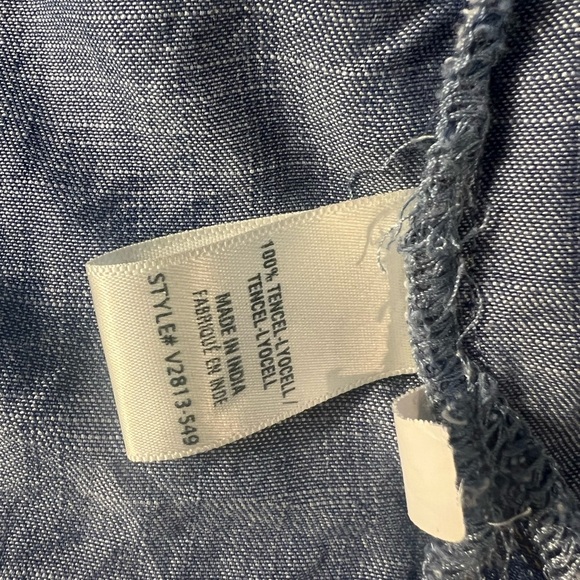 100% TENCEL-LYOCELL /
TENCEL-LYOCELL
MADE IN INDIA
FABRIQUÉ EN INDE
STYLE# V2813-549